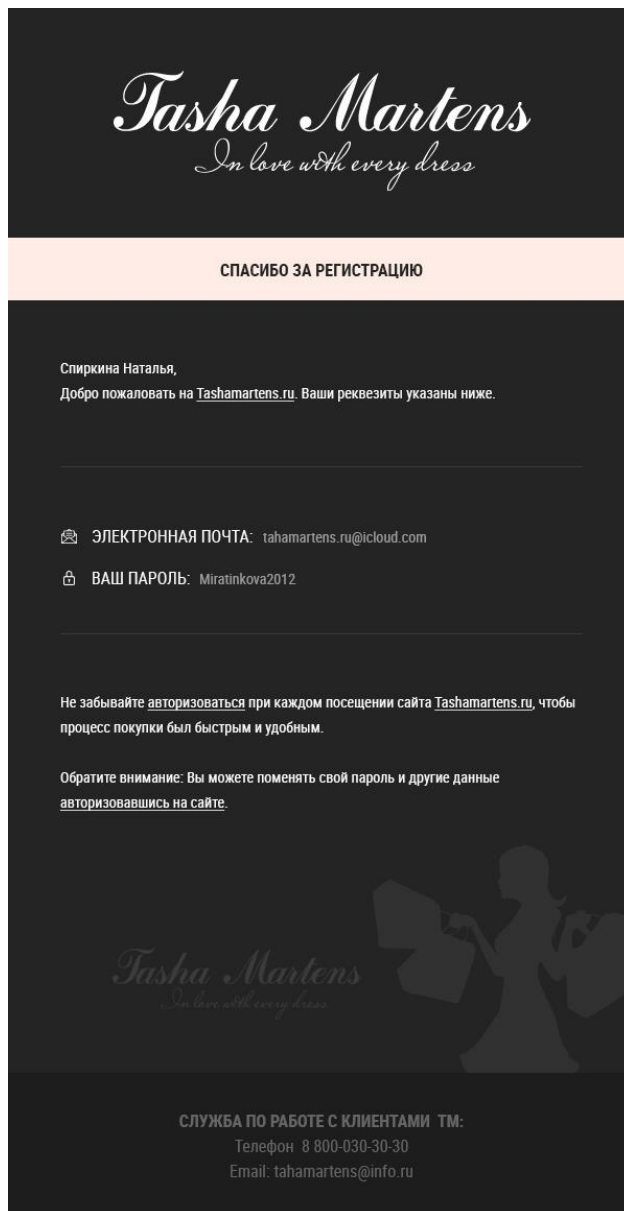 Tasha Martens
In love with every dress
СПАСИБО ЗА РЕГИСТРАЦИЮ
Спиркина Наталья,
Добро пожаловать на Tashamartens.ru. Ваши реквезиты указаны ниже.
ЭЛЕКТРОННАЯ ПОЧТА: tahamartens.ru@icloud.com
ВАШ ПАРОЛЬ: Miratinkova2012
Не забывайте авторизоваться при каждом посещении сайта Tashamartens.ru, чтобы
процесс покупки был быстрым и удобным.
Обратите внимание: Вы можете поменять свой пароль и другие данные
авторизовавшись на сайте.
Tasha Martens
In love with every dress
СЛУЖБА ПО РАБОТЕ С КЛИЕНТАМИ ТМ:
Телефон 8 800-030-30-30
Email: tahamartens@info.ru